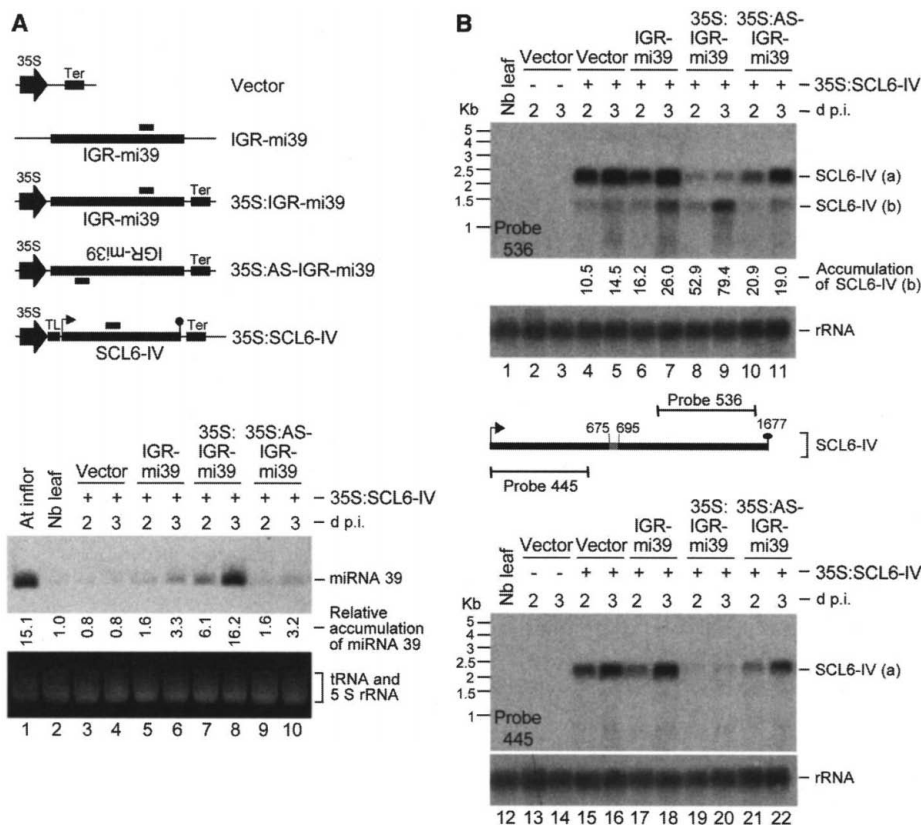 A
35S
Ter
Vector
IGR-mi39
IGR-mi39
35S
Ter
IGR-mi39
35S:IGR-mi39
35S
IGR-mi39
Ter
35S:AS-IGR-mi39
35S
TL
Ter
SCL6-IV
35S:SCL6-IV
At inflor
Nb leaf
Vector
IGR-mi39
35S:IGR-mi39
35S:AS-IGR-mi39
+ + + + + + + + 35S:SCL6-IV
2 3 2 3 2 3 2 3 d p.i.
miRNA 39
15.1 1.0 0.8 0.8 1.6 3.3 6.1 16.2 1.6 3.2
Relative accumulation of miRNA 39
tRNA and 5 S rRNA
1 2 3 4 5 6 7 8 9 10
B
Nb leaf
Vector
Vector
IGR-mi39
35S:IGR-mi39
35S:AS-IGR-mi39
- - + + + + + + + + 35S:SCL6-IV
Kb
2 3 2 3 2 3 2 3 2 3 d p.i.
5
4
3
2.5
2
1.5
1
SCL6-IV (a)
SCL6-IV (b)
Probe 536
10.5 14.5 16.2 26.0 52.9 79.4 20.9 19.0
Accumulation of SCL6-IV (b)
rRNA
1 2 3 4 5 6 7 8 9 10 11
Probe 536
675 695
1677
SCL6-IV
Probe 445
Nb leaf
Vector
Vector
IGR-mi39
35S:IGR-mi39
35S:AS-IGR-mi39
- - + + + + + + + + 35S:SCL6-IV
Kb
2 3 2 3 2 3 2 3 2 3 d p.i.
5
4
3
2.5
2
1.5
1
SCL6-IV (a)
Probe 445
rRNA
12 13 14 15 16 17 18 19 20 21 22